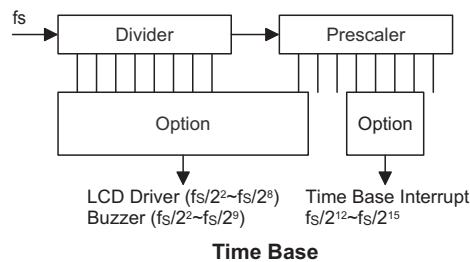 fs
Divider
Prescaler
Option
Option
LCD Driver (fS/2²~fS/2⁸)
Buzzer (fS/2²~fS/2⁹)
Time Base Interrupt
fS/2¹²~fS/2¹⁵
Time Base